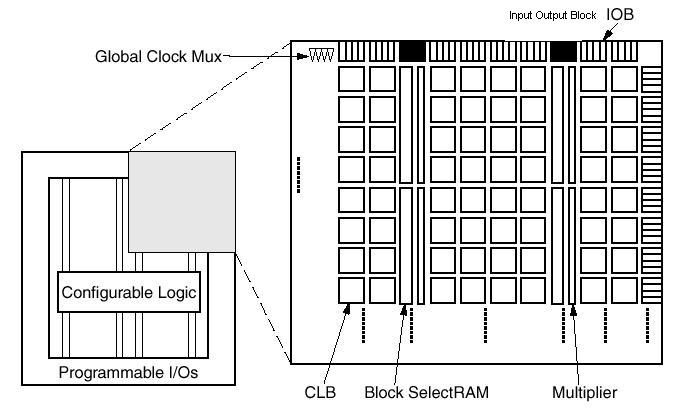 Input Output Block IOB
Global Clock Mux
Configurable Logic
Programmable I/Os
CLB
Block SelectRAM
Multiplier